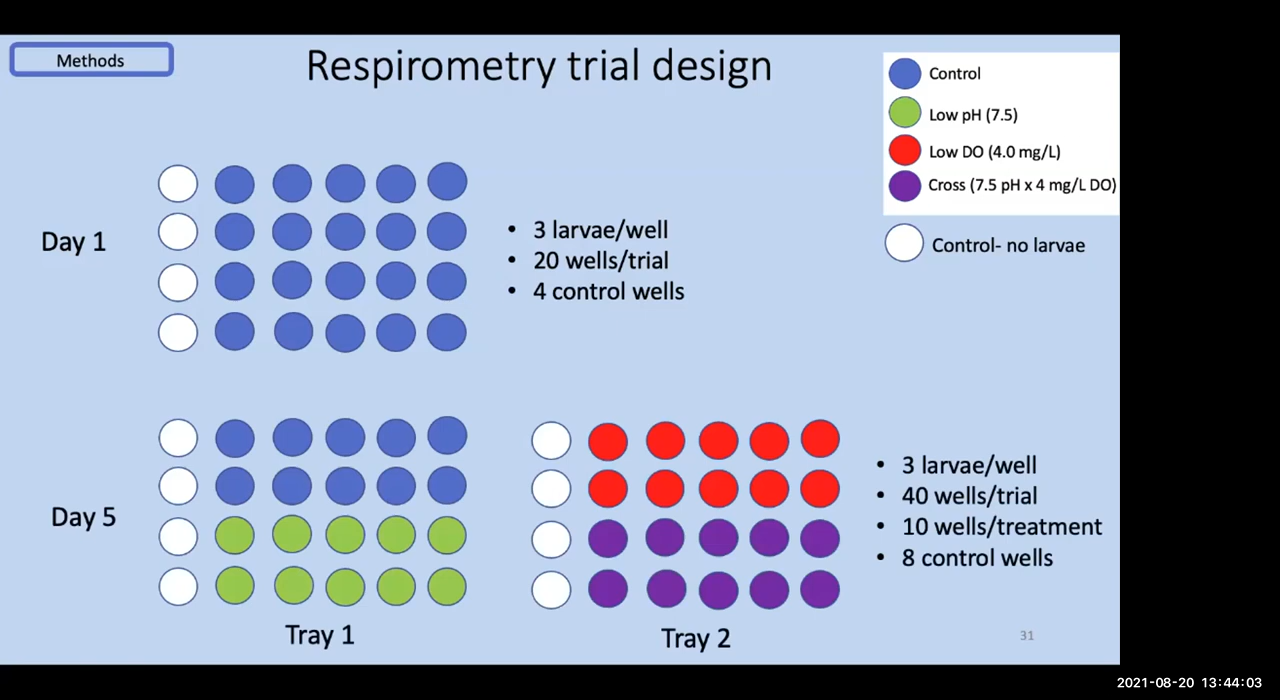 Methods
Respirometry trial design
Control
Low pH (7.5)
Low DO (4.0 mg/L)
Cross (7.5 pH x 4 mg/L DO)
Control- no larvae
Day 1
• 3 larvae/well
• 20 wells/trial
• 4 control wells
Day 5
• 3 larvae/well
• 40 wells/trial
• 10 wells/treatment
• 8 control wells
Tray 1
Tray 2
31
2021-08-20 13:44:03